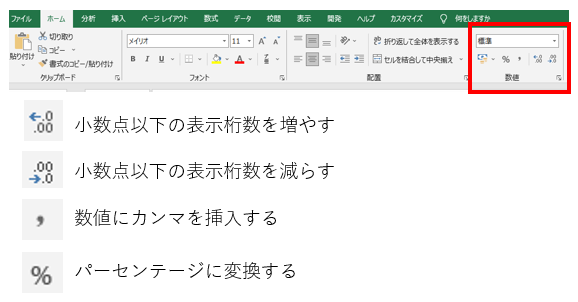 ファイル ホーム 分析 挿入 ページ レイアウト 数式 データ 校閲 表示 開発 ヘルプ カスタマイズ 何をしますか
貼り付け
切り取り
コピー
書式のコピー/貼り付け
クリップボード
メイリオ 11 A A
B I U A
フォント
折り返して全体を表示する
セルを結合して中央揃え
配置
標準
% , .0 .00 .00 .0
数値
.0 .00 小数点以下の表示桁数を増やす
.00 .0 小数点以下の表示桁数を減らす
, 数値にカンマを挿入する
% パーセンテージに変換する